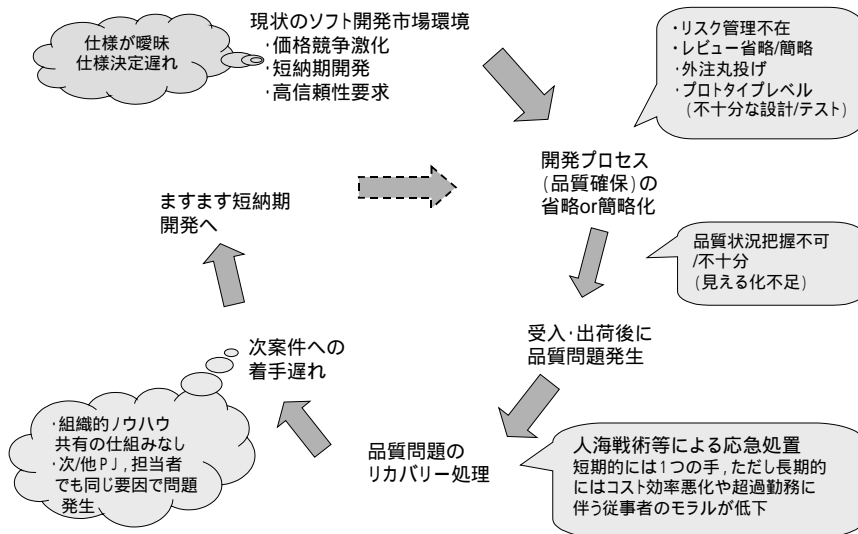 仕様が曖昧
仕様決定遅れ
現状のソフト開発市場環境
・価格競争激化
・短納期開発
・高信頼性要求
・リスク管理不在
・レビュー省略/簡略
・外注丸投げ
・プロトタイプレベル
(不十分な設計/テスト)
開発プロセス
(品質確保)の
省略or簡略化
ますます短納期
開発へ
品質状況把握不可
/不十分
(見える化不足)
受入・出荷後に
品質問題発生
次案件への
着手遅れ
・組織的ノウハウ
共有の仕組みなし
・次/他PJ,担当者
でも同じ要因で問題
発生
品質問題の
リカバリー処理
人海戦術等による応急処置
短期的には1つの手,ただし長期的
にはコスト効率悪化や超過勤務に
伴う従事者のモラルが低下